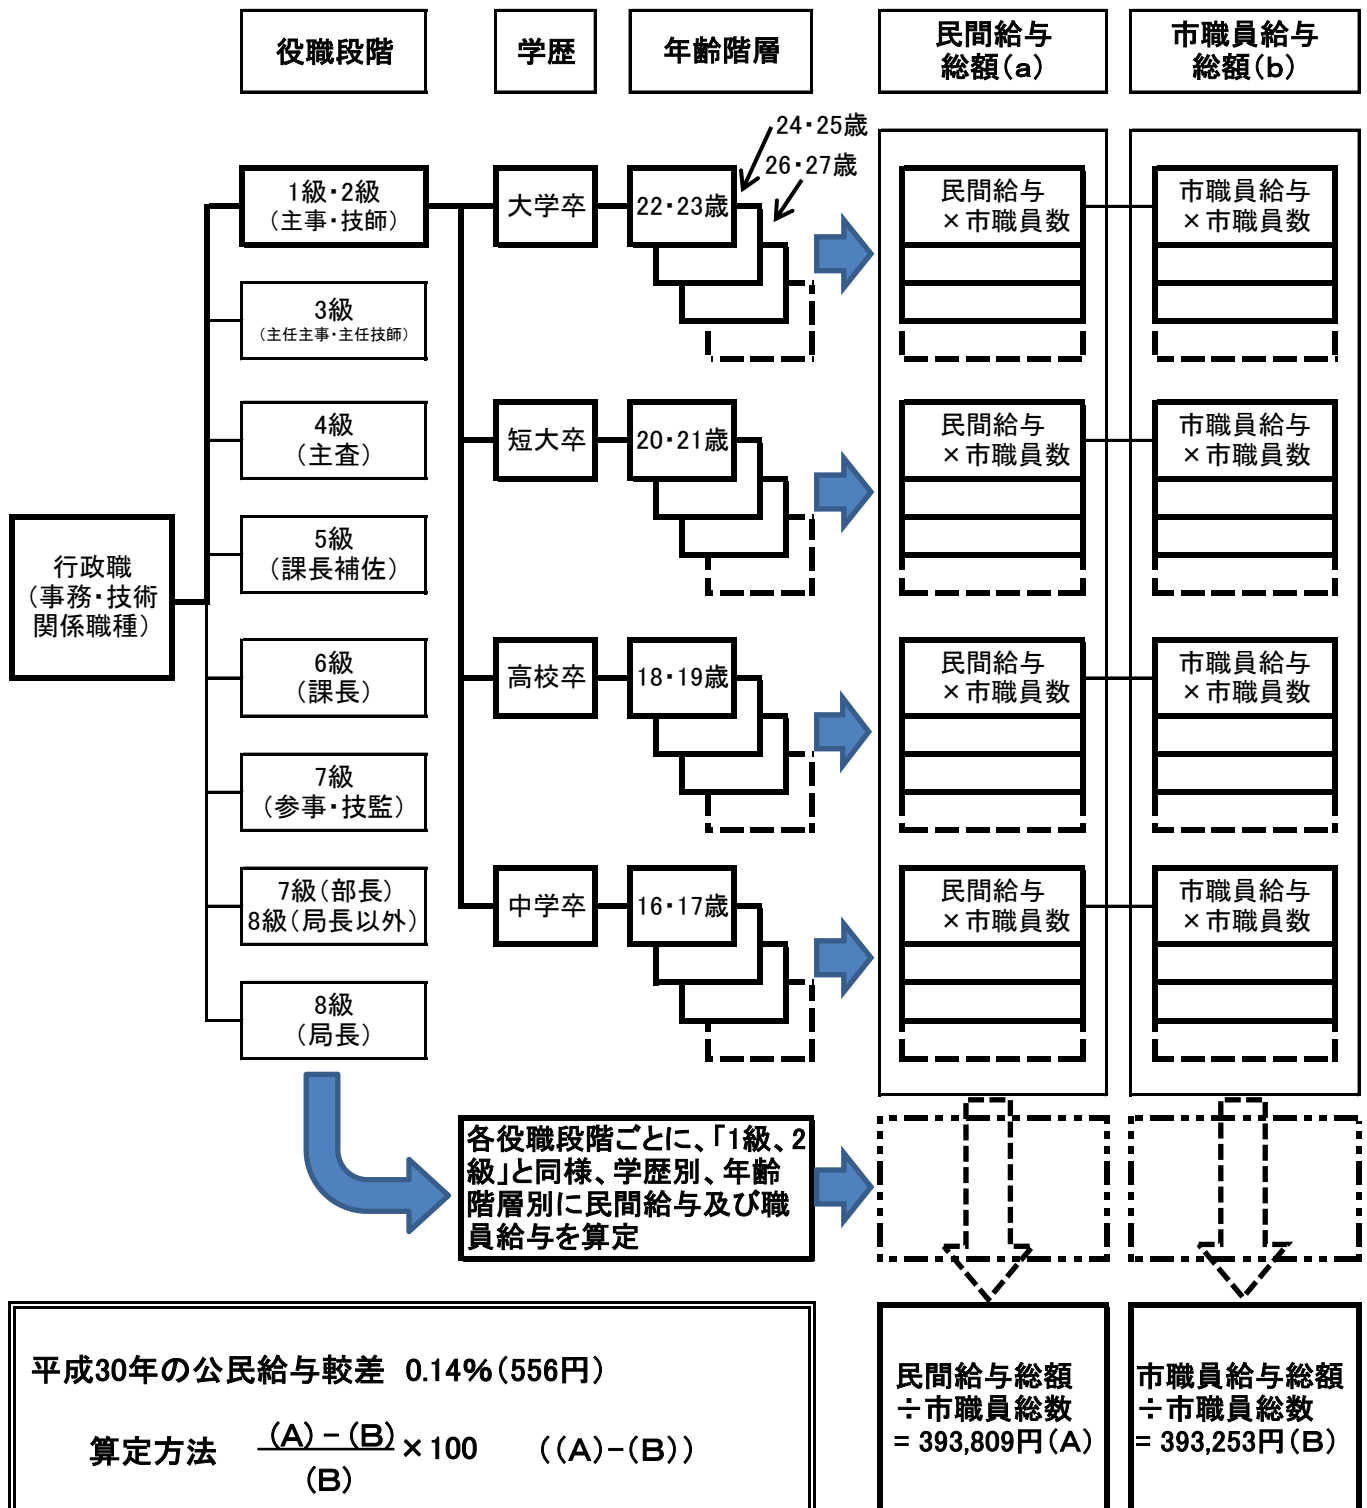 役職段階
学歴
年齢階層
民間給与
総額(a)
市職員給与
総額(b)
24・25歳
26・27歳
1級・2級
(主事・技師)
大学卒
22・23歳
民間給与
×市職員数
市職員給与
×市職員数
3級
(主任主事・主任技師)
4級
(主査)
短大卒
20・21歳
民間給与
×市職員数
市職員給与
×市職員数
5級
(課長補佐)
行政職
(事務・技術
関係職種)
6級
(課長)
高校卒
18・19歳
民間給与
×市職員数
市職員給与
×市職員数
7級
(参事・技監)
7級(部長)
8級(局長以外)
中学卒
16・17歳
民間給与
×市職員数
市職員給与
×市職員数
8級
(局長)
各役職段階ごとに、「1級、2
級」と同様、学歴別、年齢
階層別に民間給与及び職
員給与を算定
平成30年の公民給与較差 0.14%(556円)
算定方法 (A)-(B) ×100 ((A)-(B))
(B)
民間給与総額
÷市職員総数
= 393,809円(A)
市職員給与総額
÷市職員総数
= 393,253円(B)